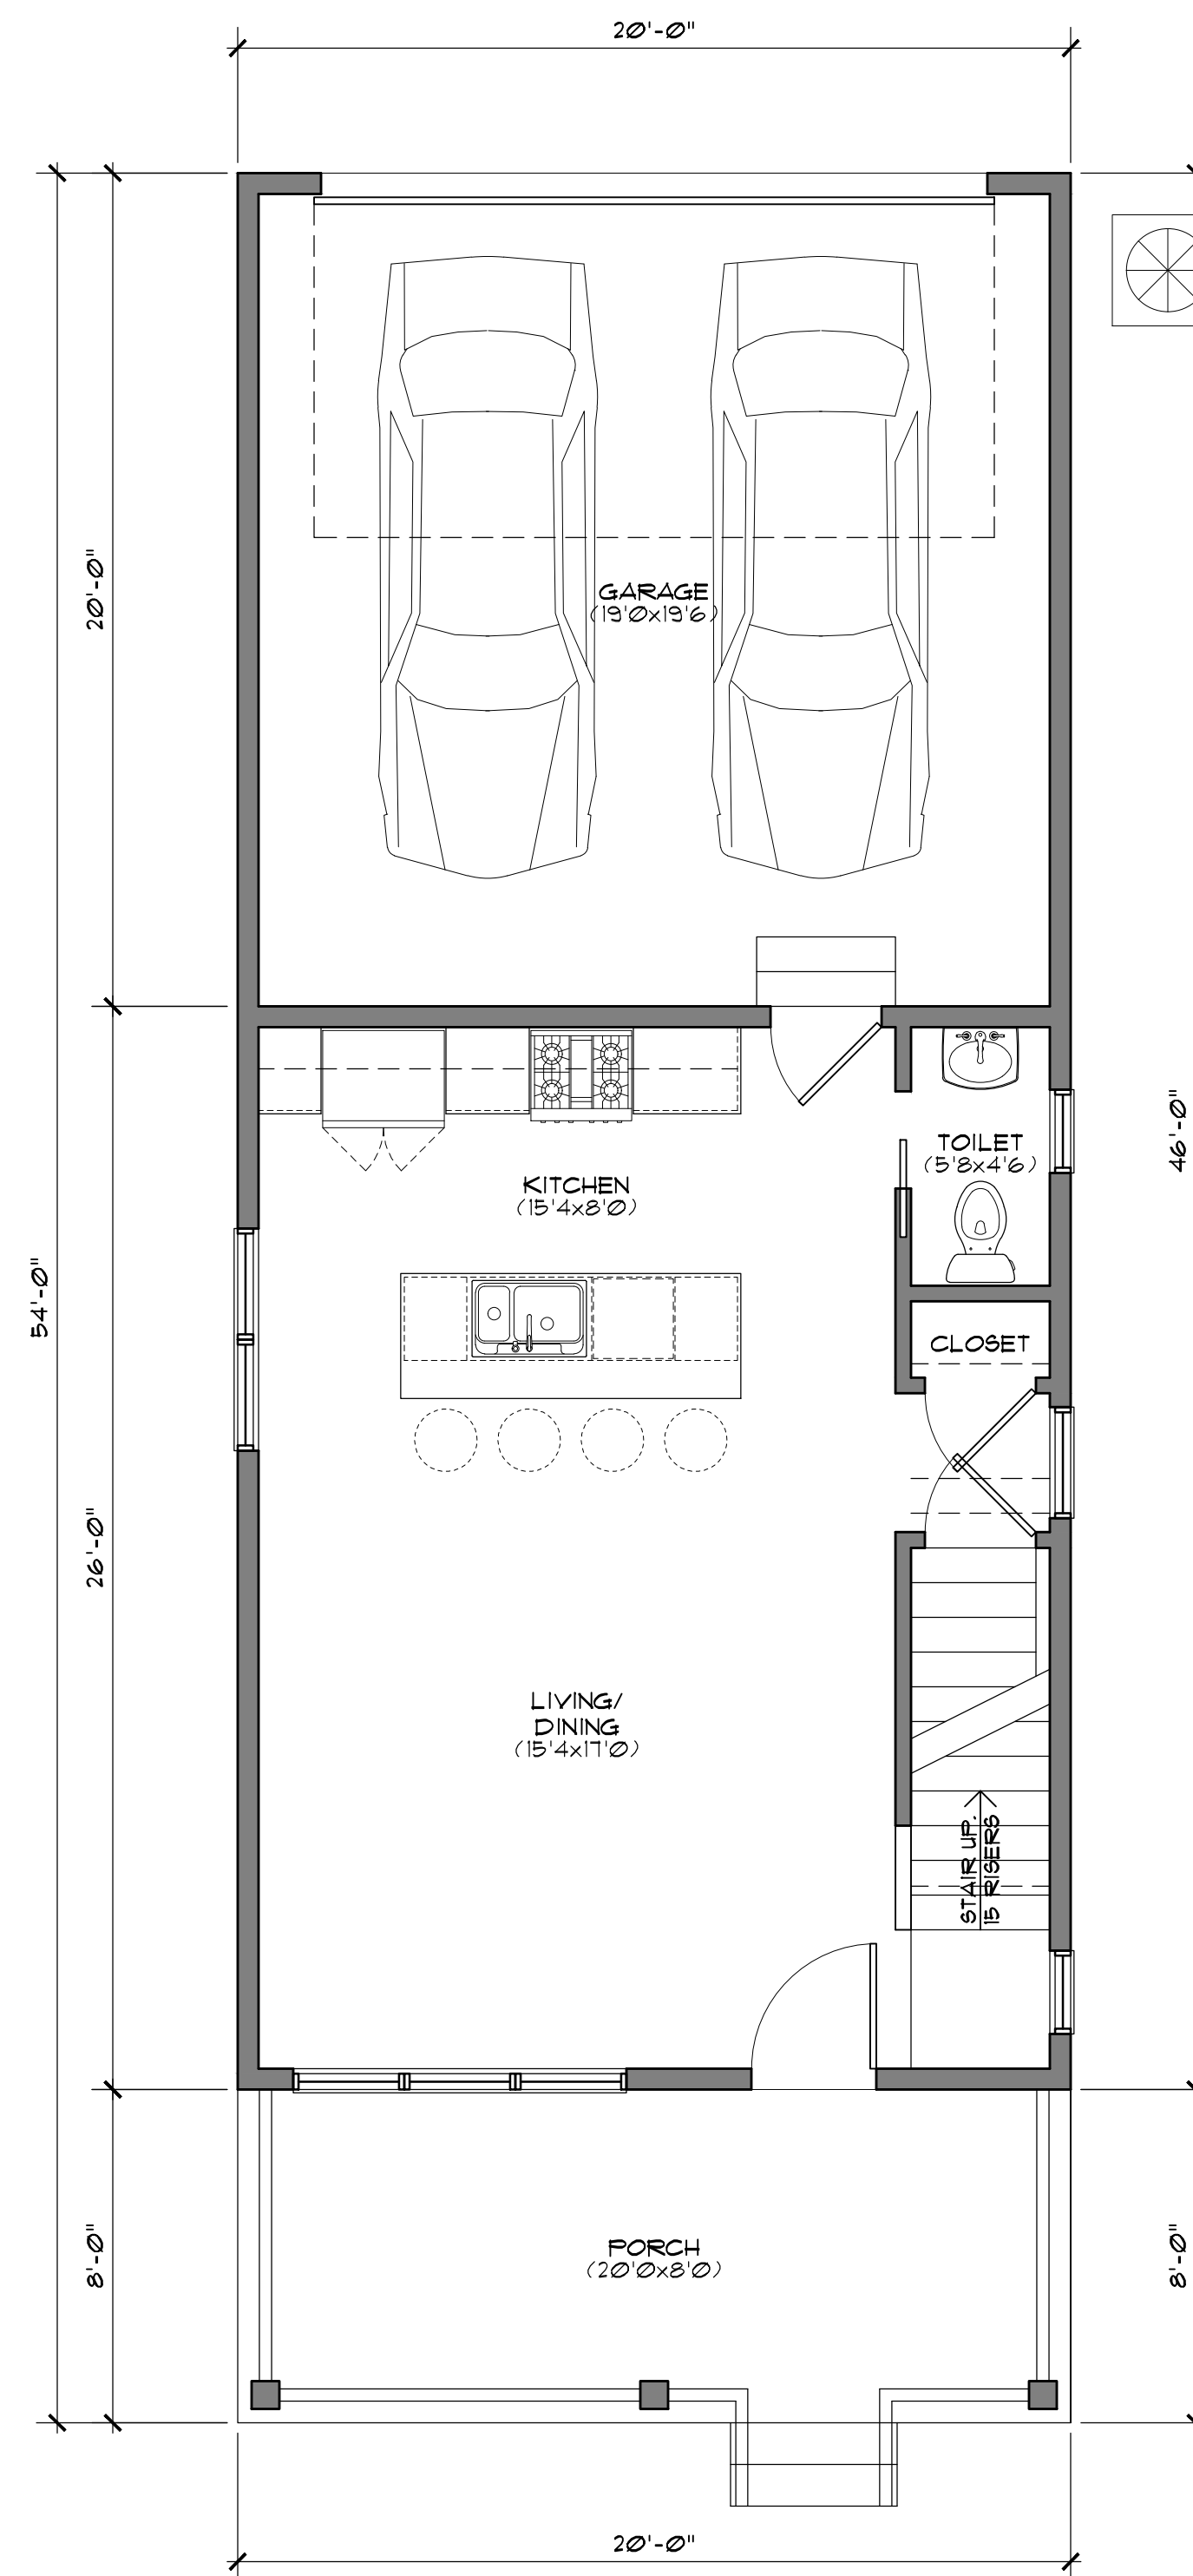 20'-0"
20'-0"
GARAGE
(19'0x19'6)
54'-0"
46'-0"
TOILET
(5'8x4'6)
KITCHEN
(15'4x8'0)
CLOSET
26'-0"
LIVING/
DINING
(15'4x17'0)
STAIR UP.
15 RISERS
8'-0"
PORCH
(20'0x8'0)
8'-0"
20'-0"